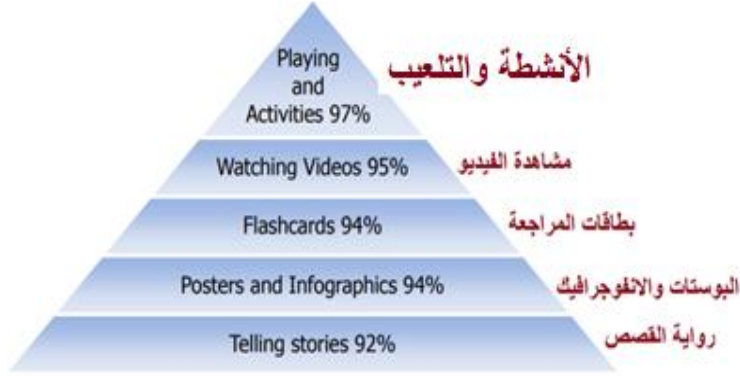 Playing
and
Activities 97%
الأنشطة والتلعيب
Watching Videos 95%
مشاهدة الفيديو
Flashcards 94%
بطاقات المراجعة
Posters and Infographics 94%
البوستات والانفوجرافيك
Telling stories 92%
رواية القصص